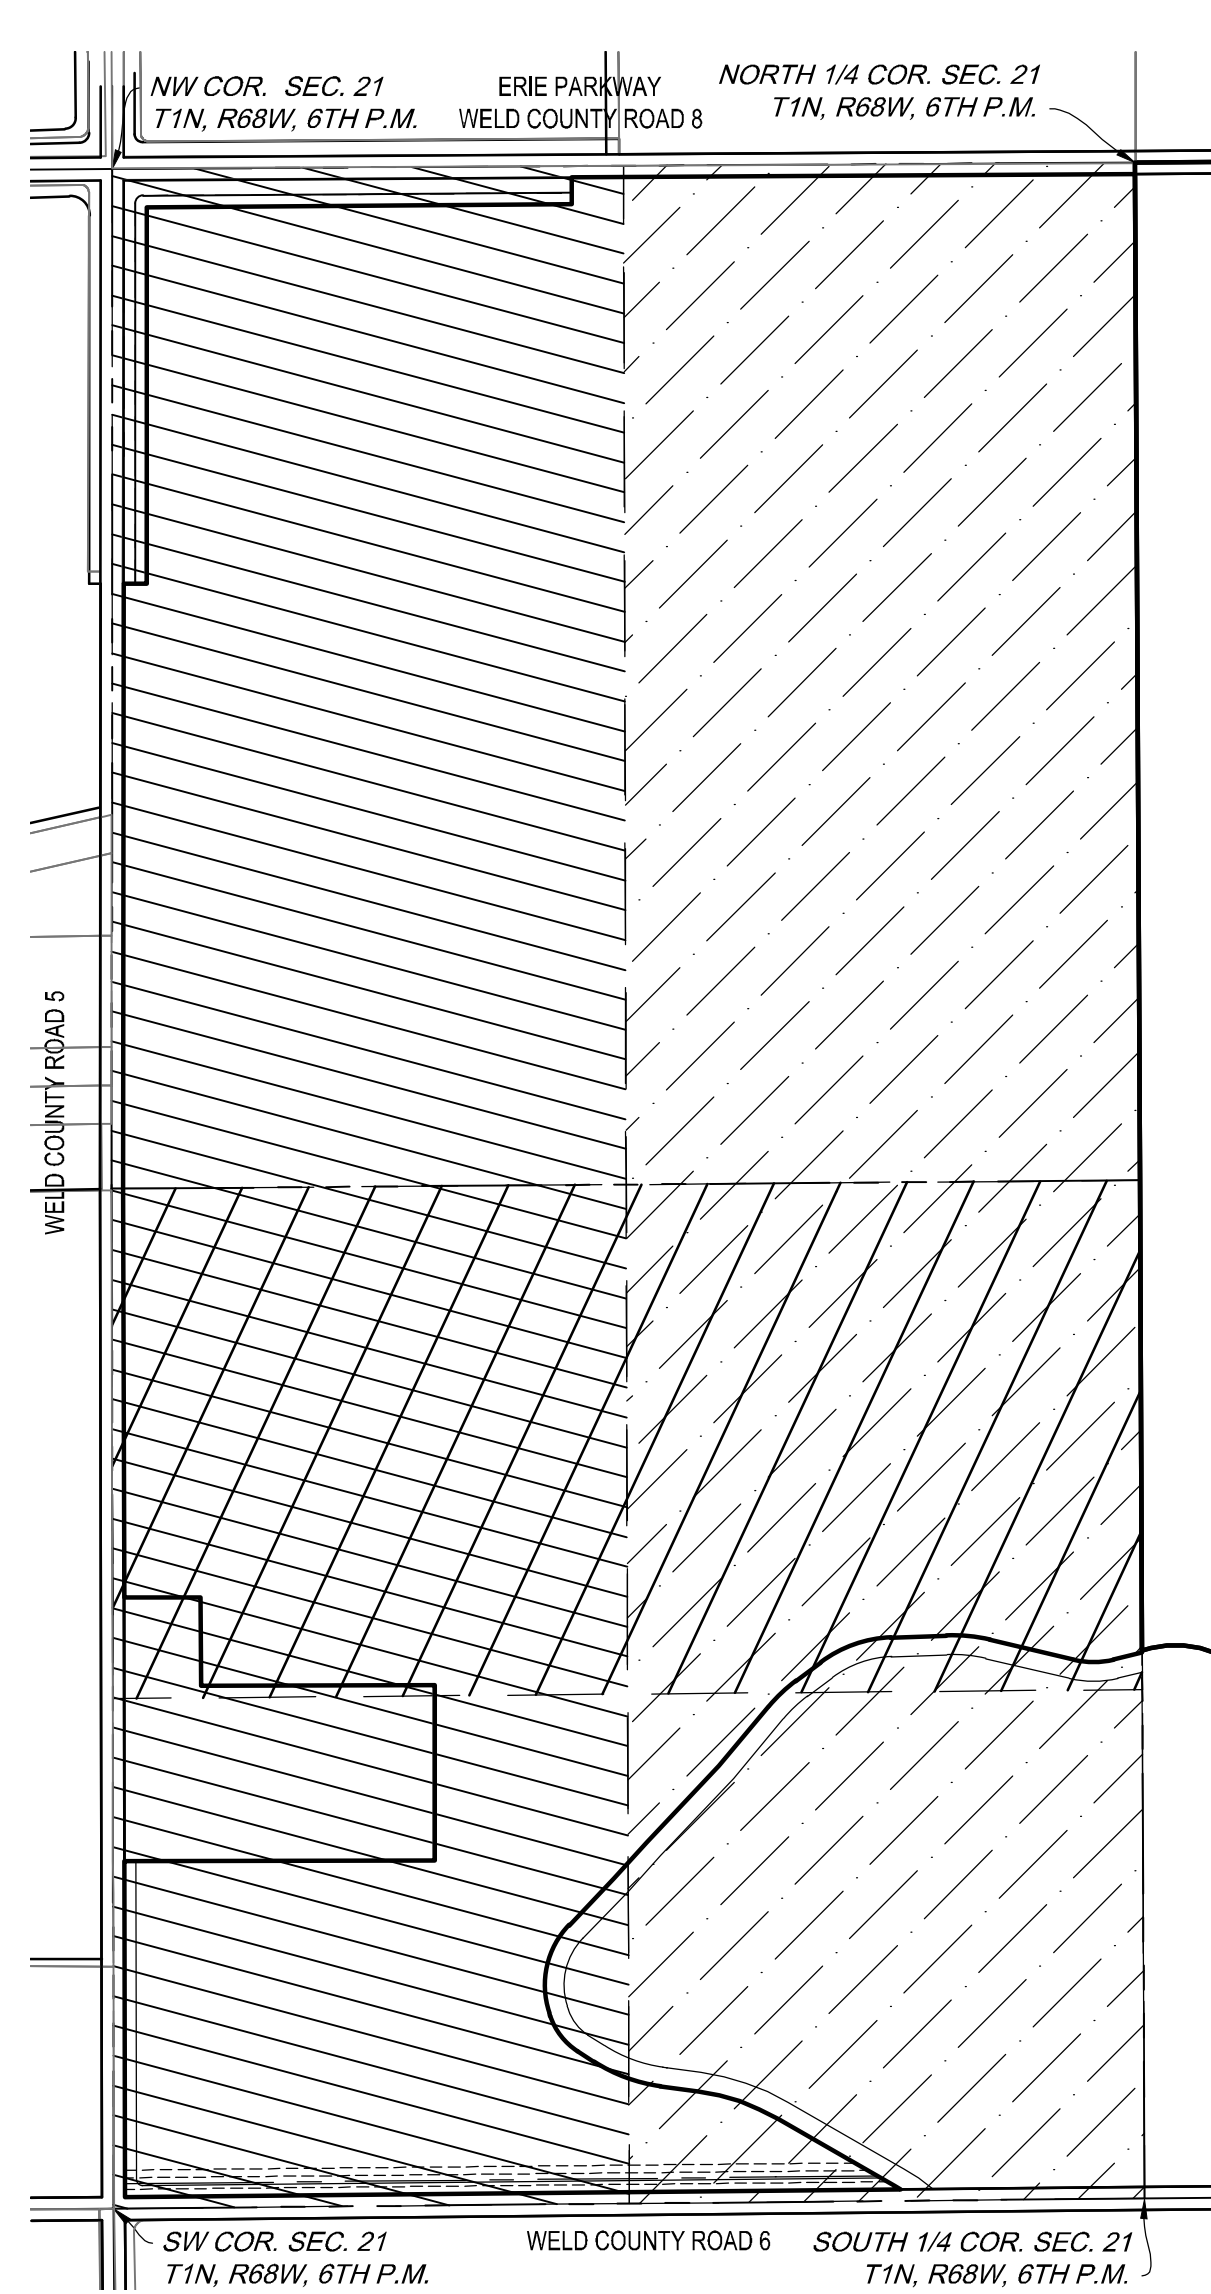 NW COR.  SEC. 21
T1N, R68W, 6TH P.M.
ERIE PARKWAY
WELD COUNTY ROAD 8
NORTH 1/4 COR. SEC. 21
T1N, R68W, 6TH P.M.
WELD COUNTY ROAD 5
SW COR. SEC. 21
T1N, R68W, 6TH P.M.
WELD COUNTY ROAD 6
SOUTH 1/4 COR. SEC. 21
T1N, R68W, 6TH P.M.